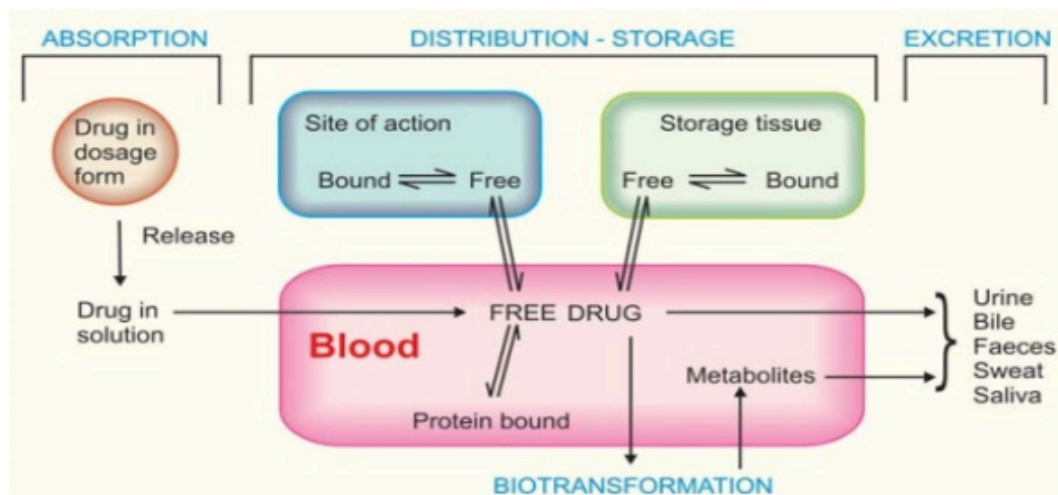 ABSORPTION
DISTRIBUTION - STORAGE
EXCRETION
Drug in
dosage
form
Release
Drug in
solution
Site of action
Bound Free
Storage tissue
Free Bound
FREE DRUG
Blood
Protein bound
Metabolites
BIOTRANSFORMATION
Urine
Bile
Faeces
Sweat
Saliva